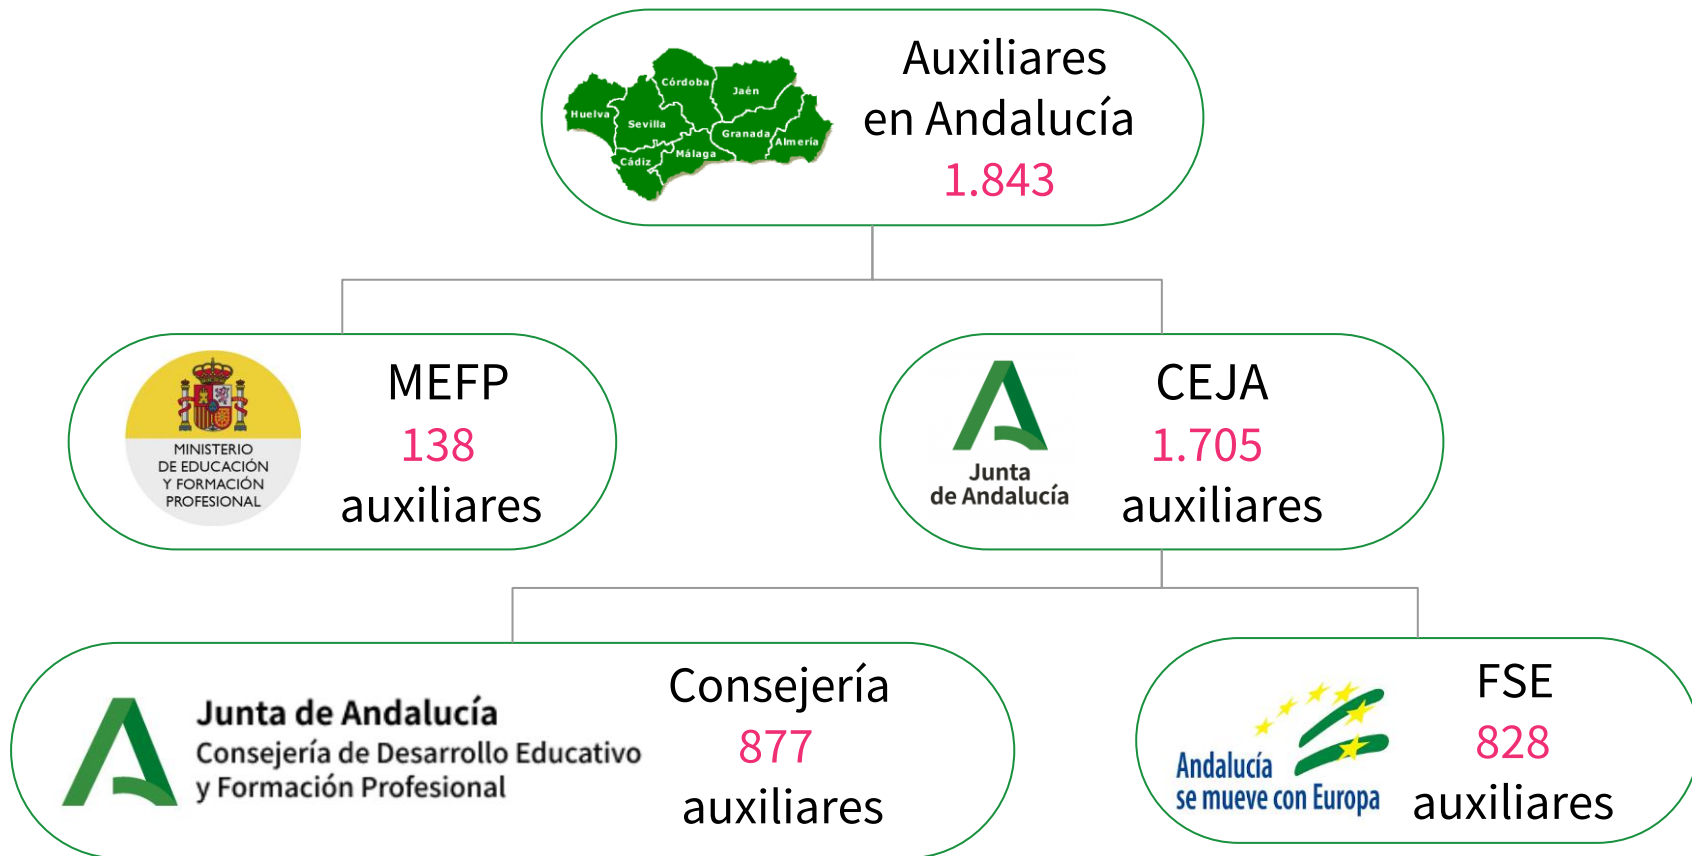 Auxiliares
en Andalucía
1.843
Huelva
Sevilla
Córdoba
Jaén
Granada
Almería
Málaga
Cádiz
MINISTERIO
DE EDUCACIÓN
Y FORMACIÓN
PROFESIONAL
MEFP
138
auxiliares
Junta
de Andalucía
CEJA
1.705
auxiliares
Junta de Andalucía
Consejería de Desarrollo Educativo
y Formación Profesional
Consejería
877
auxiliares
Andalucía
se mueve con Europa
FSE
828
auxiliares